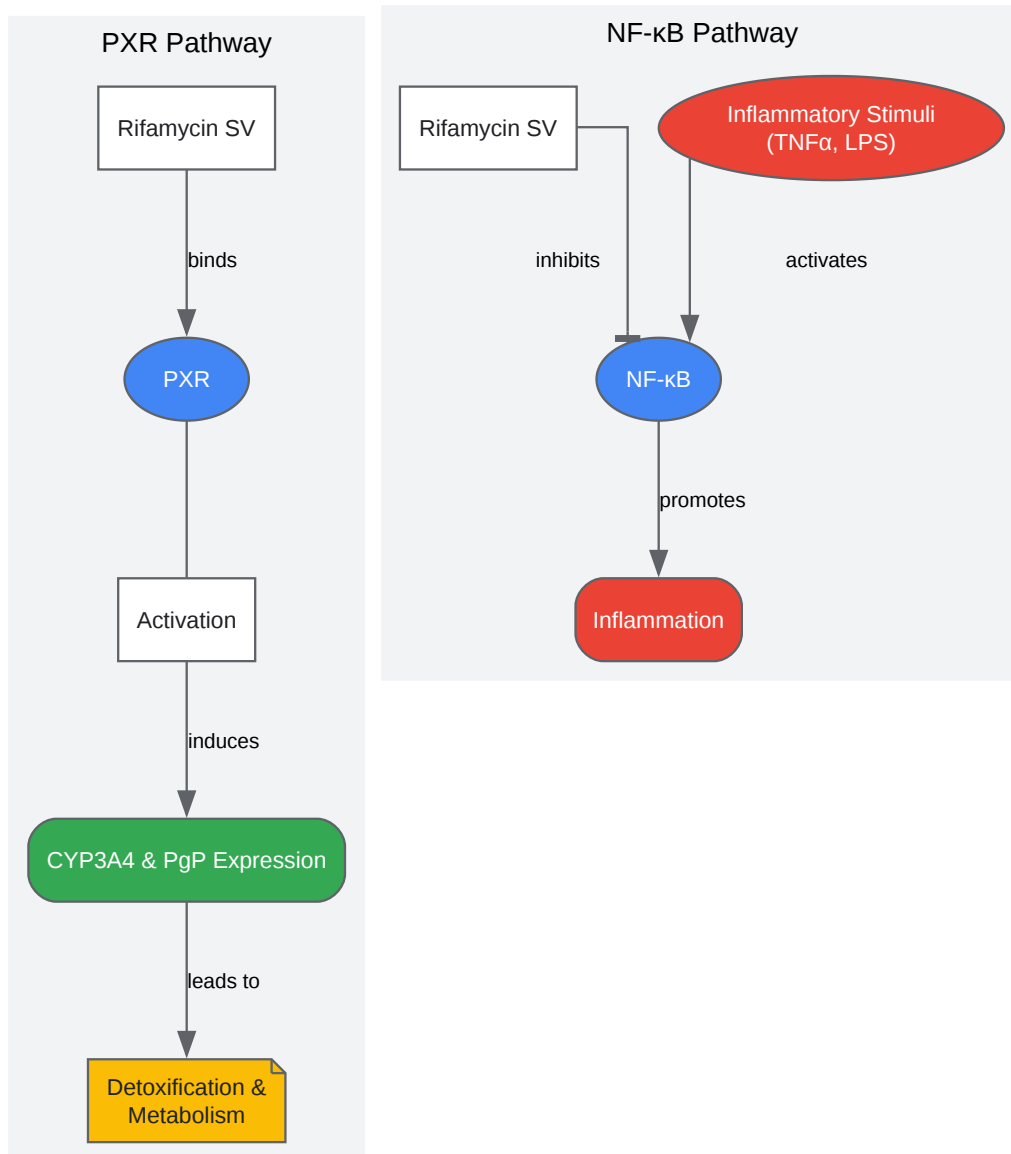 PXR Pathway
Rifamycin SV
binds
PXR
Activation
induces
CYP3A4 & PgP Expression
leads to
Detoxification &
Metabolism
NF-κB Pathway
Rifamycin SV
Inflammatory Stimuli
(TNFα, LPS)
inhibits
activates
NF-κB
promotes
Inflammation